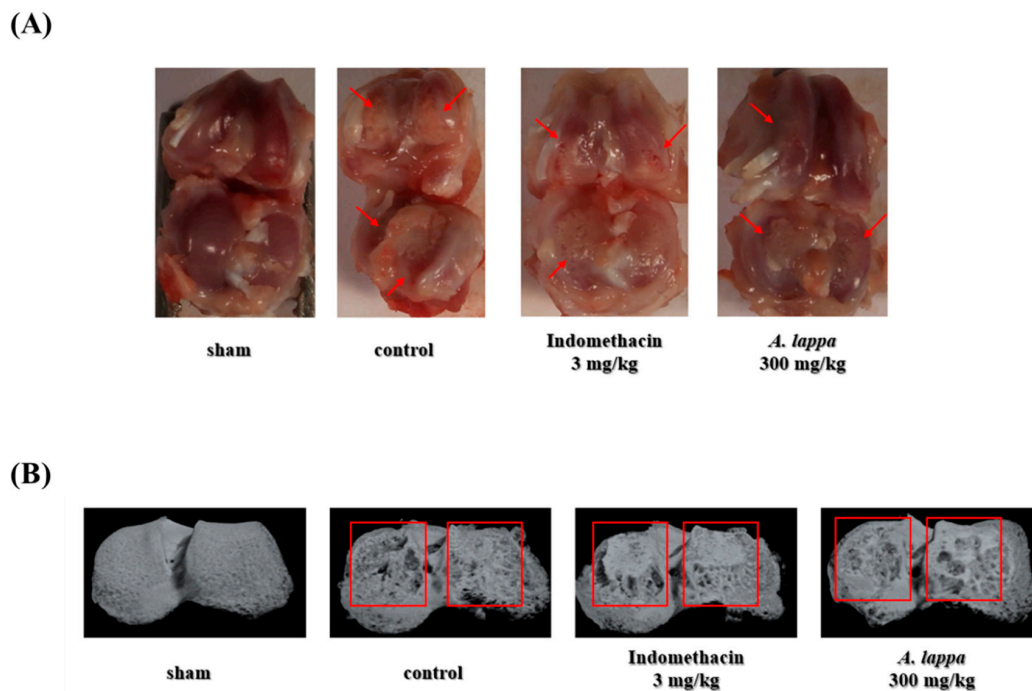 (A)
sham
control
Indomethacin
3 mg/kg
A. lappa
300 mg/kg
(B)
sham
control
Indomethacin
3 mg/kg
A. lappa
300 mg/kg